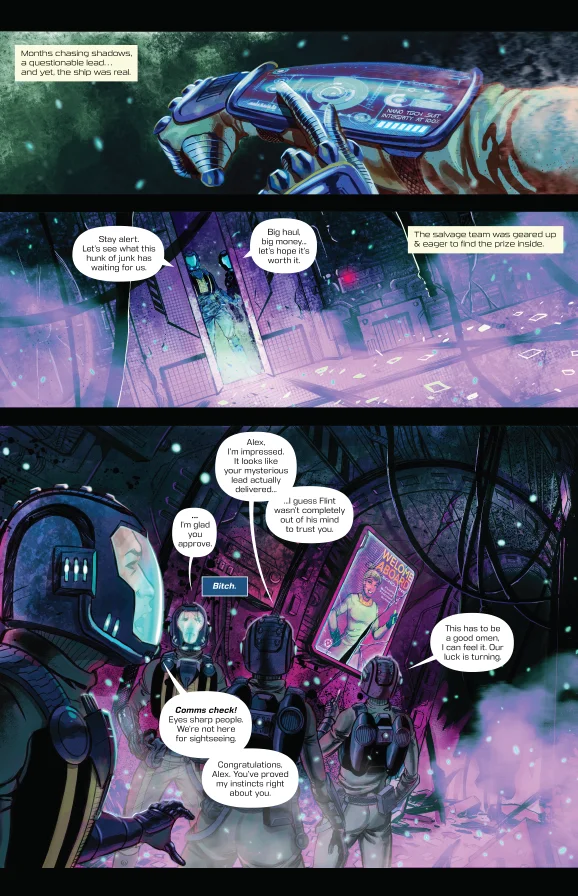 Months chasing shadows,
a questionable lead...
and yet, the ship was real.
NANO TECH SUIT
INTEGRITY AT 100%
Stay alert.
Let's see what this
hunk of junk has
waiting for us.
Big haul,
big money...
let's hope it's
worth it.
The salvage team was geared up
& eager to find the prize inside.
Alex,
I'm impressed.
It looks like
your mysterious
lead actually
delivered...
...I guess Flint
wasn't completely
out of his mind
to trust you.
...
I'm glad
you
approve.
Bitch.
WELCOME
ABOARD
This has to be
a good omen,
I can feel it. Our
luck is turning.
Comms check!
Eyes sharp people.
We're not here
for sightseeing.
Congratulations,
Alex. You've proved
my instincts right
about you.